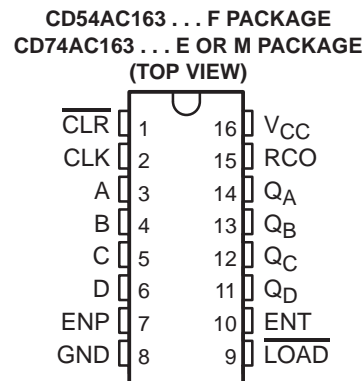 CD54AC163 . . . F PACKAGE
CD74AC163 . . . E OR M PACKAGE
(TOP VIEW)
CLR 1 16 VCC
CLK 2 15 RCO
A 3 14 QA
B 4 13 QB
C 5 12 QC
D 6 11 QD
ENP 7 10 ENT
GND 8 9 LOAD